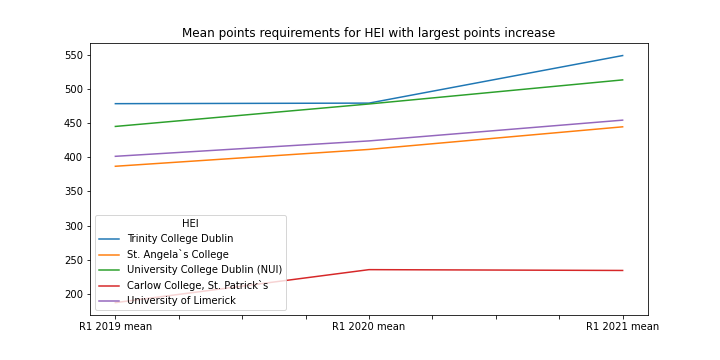 Mean points requirements for HEI with largest points increase
550
500
450
400
350
300
250
200
HEI
Trinity College Dublin
St. Angela`s College
University College Dublin (NUI)
Carlow College, St. Patrick`s
University of Limerick
R1 2019 mean
R1 2020 mean
R1 2021 mean